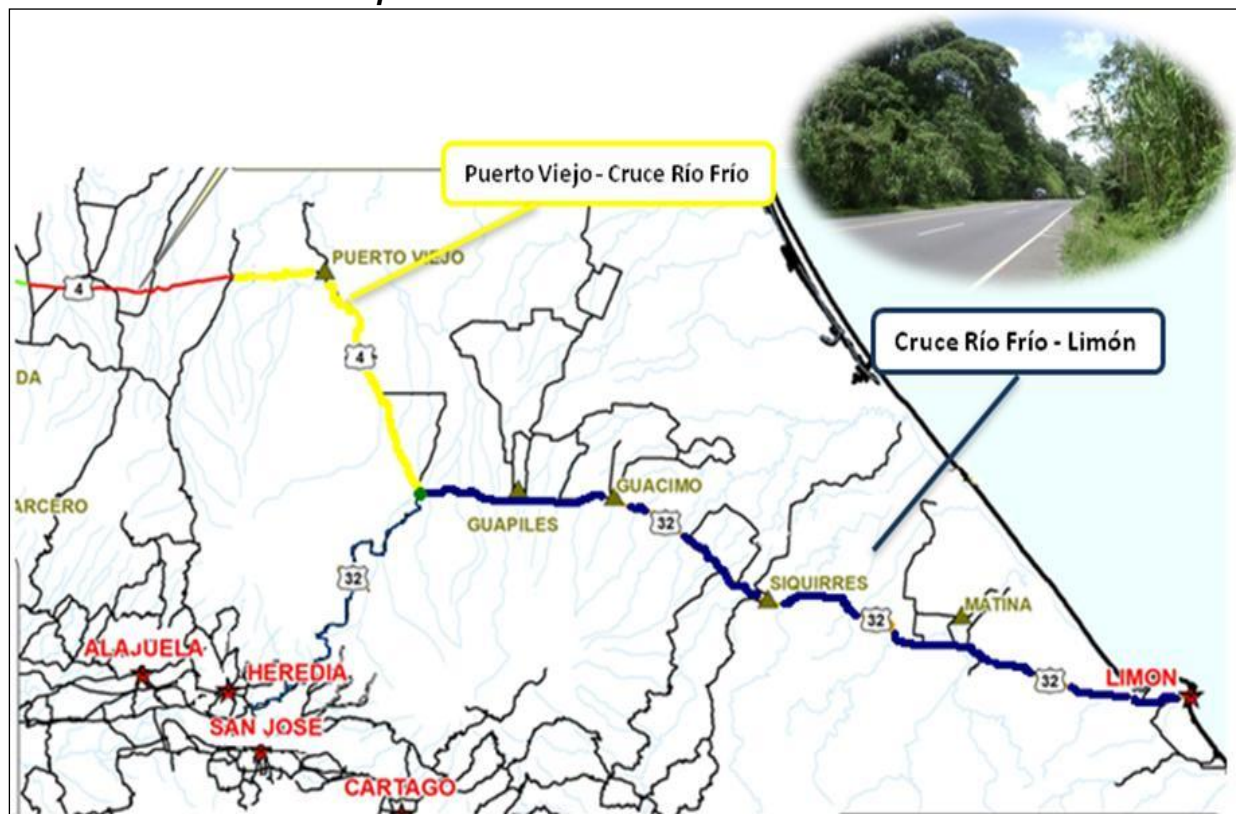 Puerto Viejo - Cruce Río Frío
PUERTO VIEJO
4
Cruce Río Frío - Limón
4
DA
GUACIMO
ARCERO
GUAPILES
32
32
SIQUIRRES
MATINA
32
ALAJUELA
HEREDIA
32
LIMON
SAN JOSE
CARTAGO